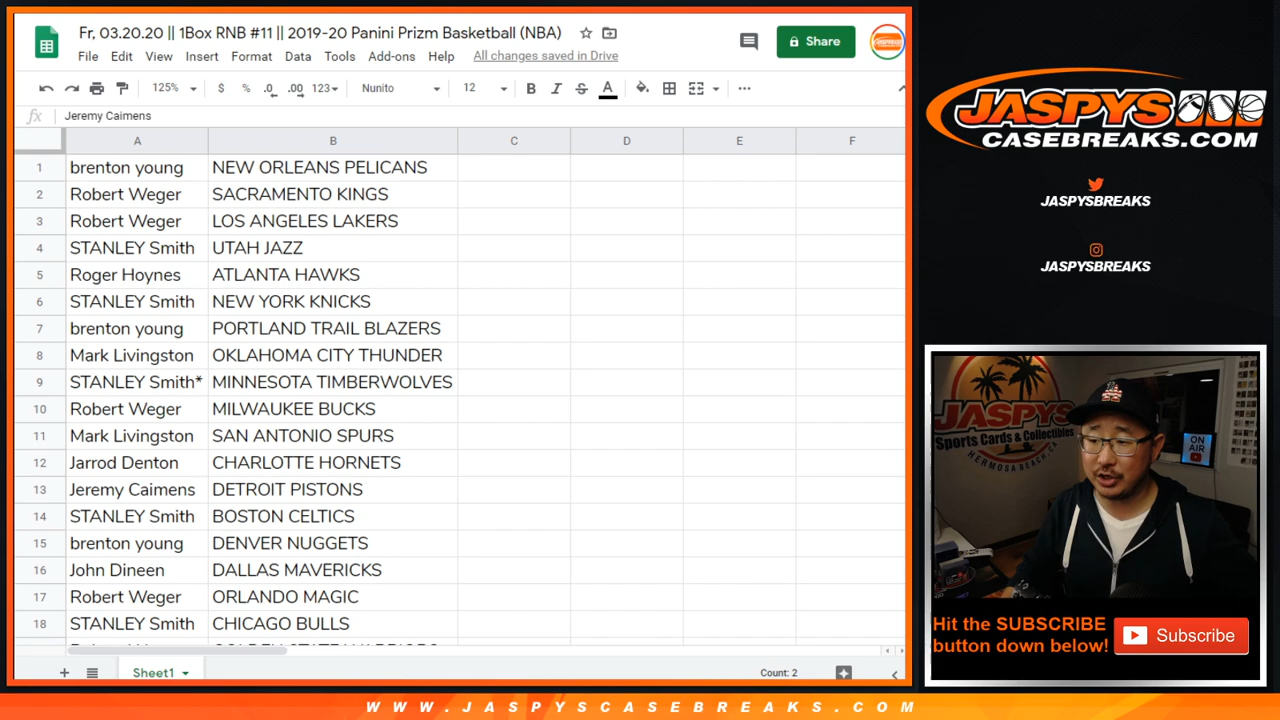 Fr, 03.20.20 || 1Box RNB #11 || 2019-20 Panini Prizm Basketball (NBA)
File Edit View Insert Format Data Tools Add-ons Help All changes saved in Drive
Share
125% $ % .0 .00 123 Nunito 12 B I S A
fx Jeremy Caimens
A B C D E F
1 brenton young NEW ORLEANS PELICANS
2 Robert Weger SACRAMENTO KINGS
3 Robert Weger LOS ANGELES LAKERS
4 STANLEY Smith UTAH JAZZ
5 Roger Hoynes ATLANTA HAWKS
6 STANLEY Smith NEW YORK KNICKS
7 brenton young PORTLAND TRAIL BLAZERS
8 Mark Livingston OKLAHOMA CITY THUNDER
9 STANLEY Smith* MINNESOTA TIMBERWOLVES
10 Robert Weger MILWAUKEE BUCKS
11 Mark Livingston SAN ANTONIO SPURS
12 Jarrod Denton CHARLOTTE HORNETS
13 Jeremy Caimens DETROIT PISTONS
14 STANLEY Smith BOSTON CELTICS
15 brenton young DENVER NUGGETS
16 John Dineen DALLAS MAVERICKS
17 Robert Weger ORLANDO MAGIC
18 STANLEY Smith CHICAGO BULLS
Sheet1
Count: 2
JASPYS
CASEBREAKS.COM
JASPYSBREAKS
JASPYSBREAKS
JASPYS
Sports Cards & Collectibles
HERMOSA BEACH, CA
ON
AIR
Hit the SUBSCRIBE
button down below!
Subscribe
WWW.JASPYSCASEBREAKS.COM